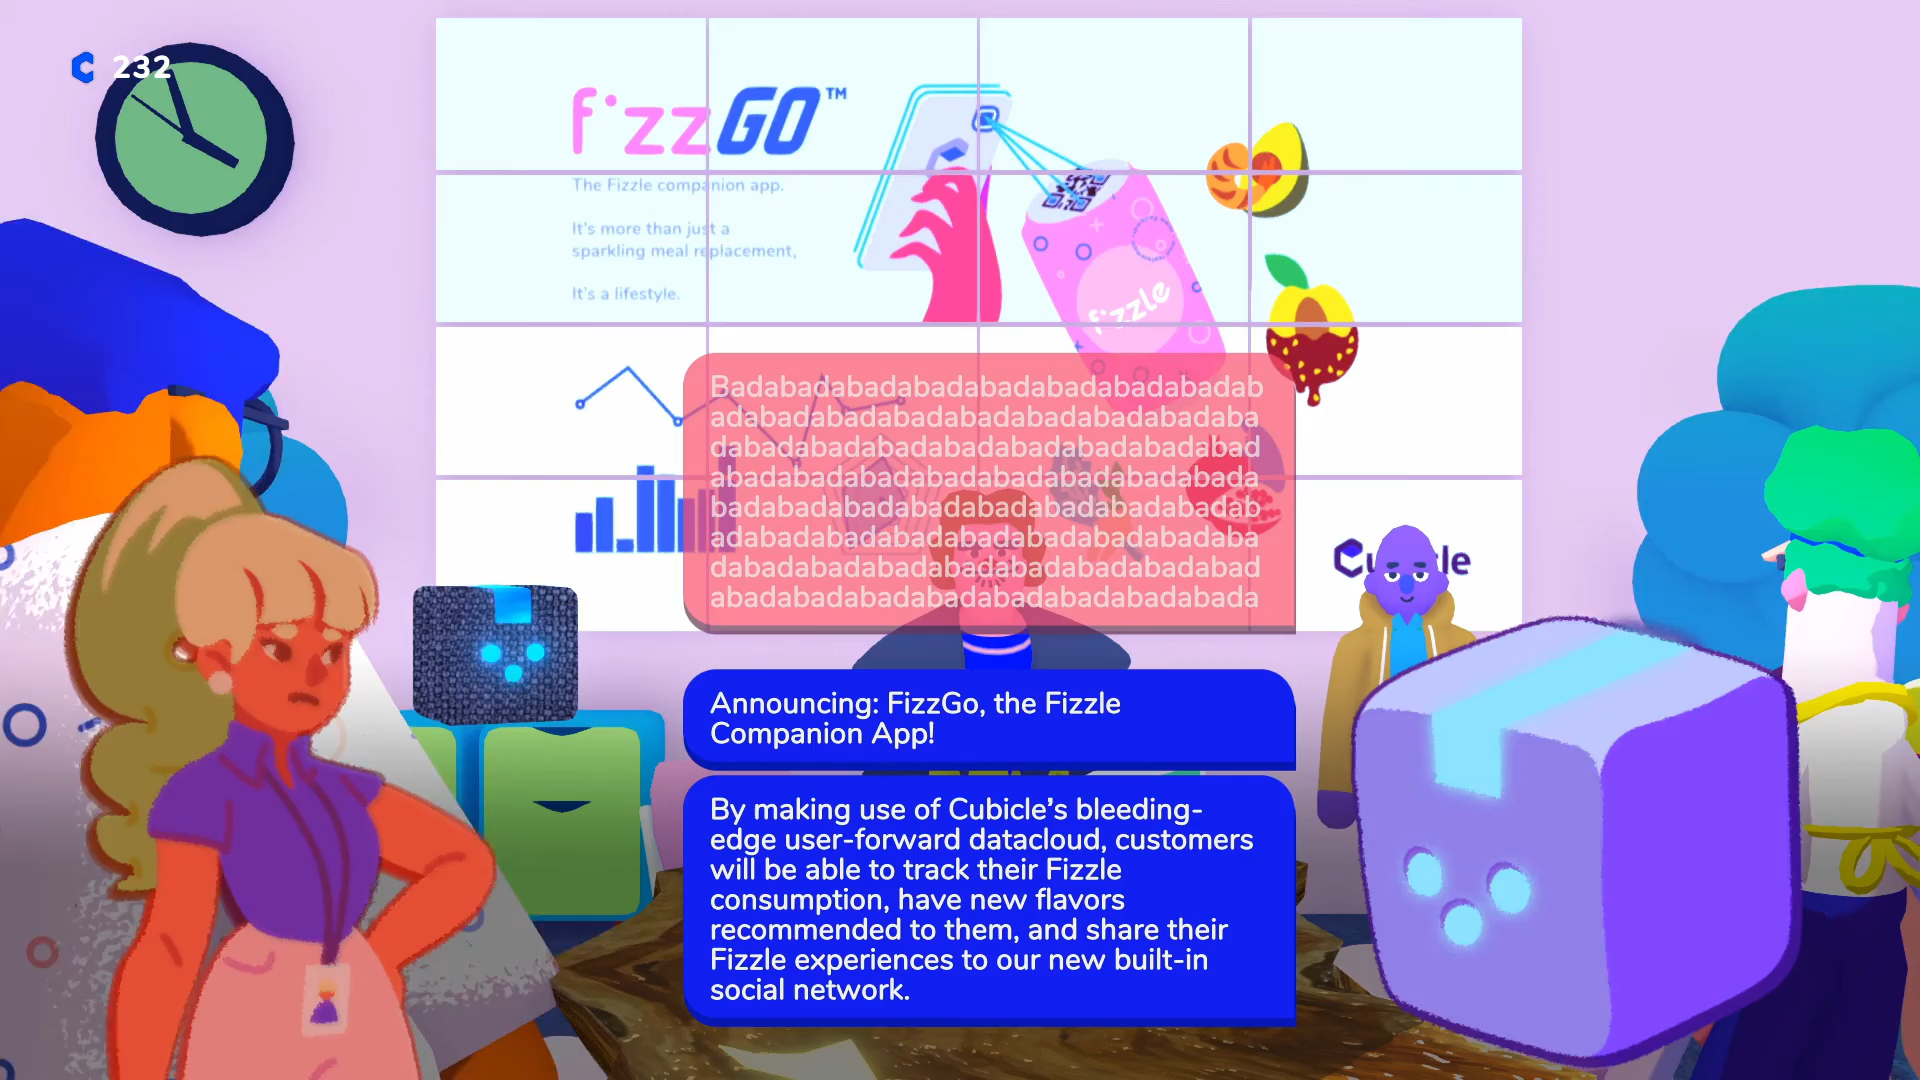 232
fizzGO™
The Fizzle companion app.
It's more than just a
sparkling meal replacement,
It's a lifestyle.
fizzle
Badabadabadabadabadabadabadabadab
adabadabadabadabadabadabadabadaba
dabadabadabadabadabadabadabadabad
abadabadabadabadabadabadabadabada
badabadabadabadabadabadabadabadab
adabadabadabadabadabadabadabadaba
dabadabadabadabadabadabadabadabad
abadabadabadabadabadabadabadabada
Announcing: FizzGo, the Fizzle
Companion App!
By making use of Cubicle's bleeding-
edge user-forward datacloud, customers
will be able to track their Fizzle
consumption, have new flavors
recommended to them, and share their
Fizzle experiences to our new built-in
social network.